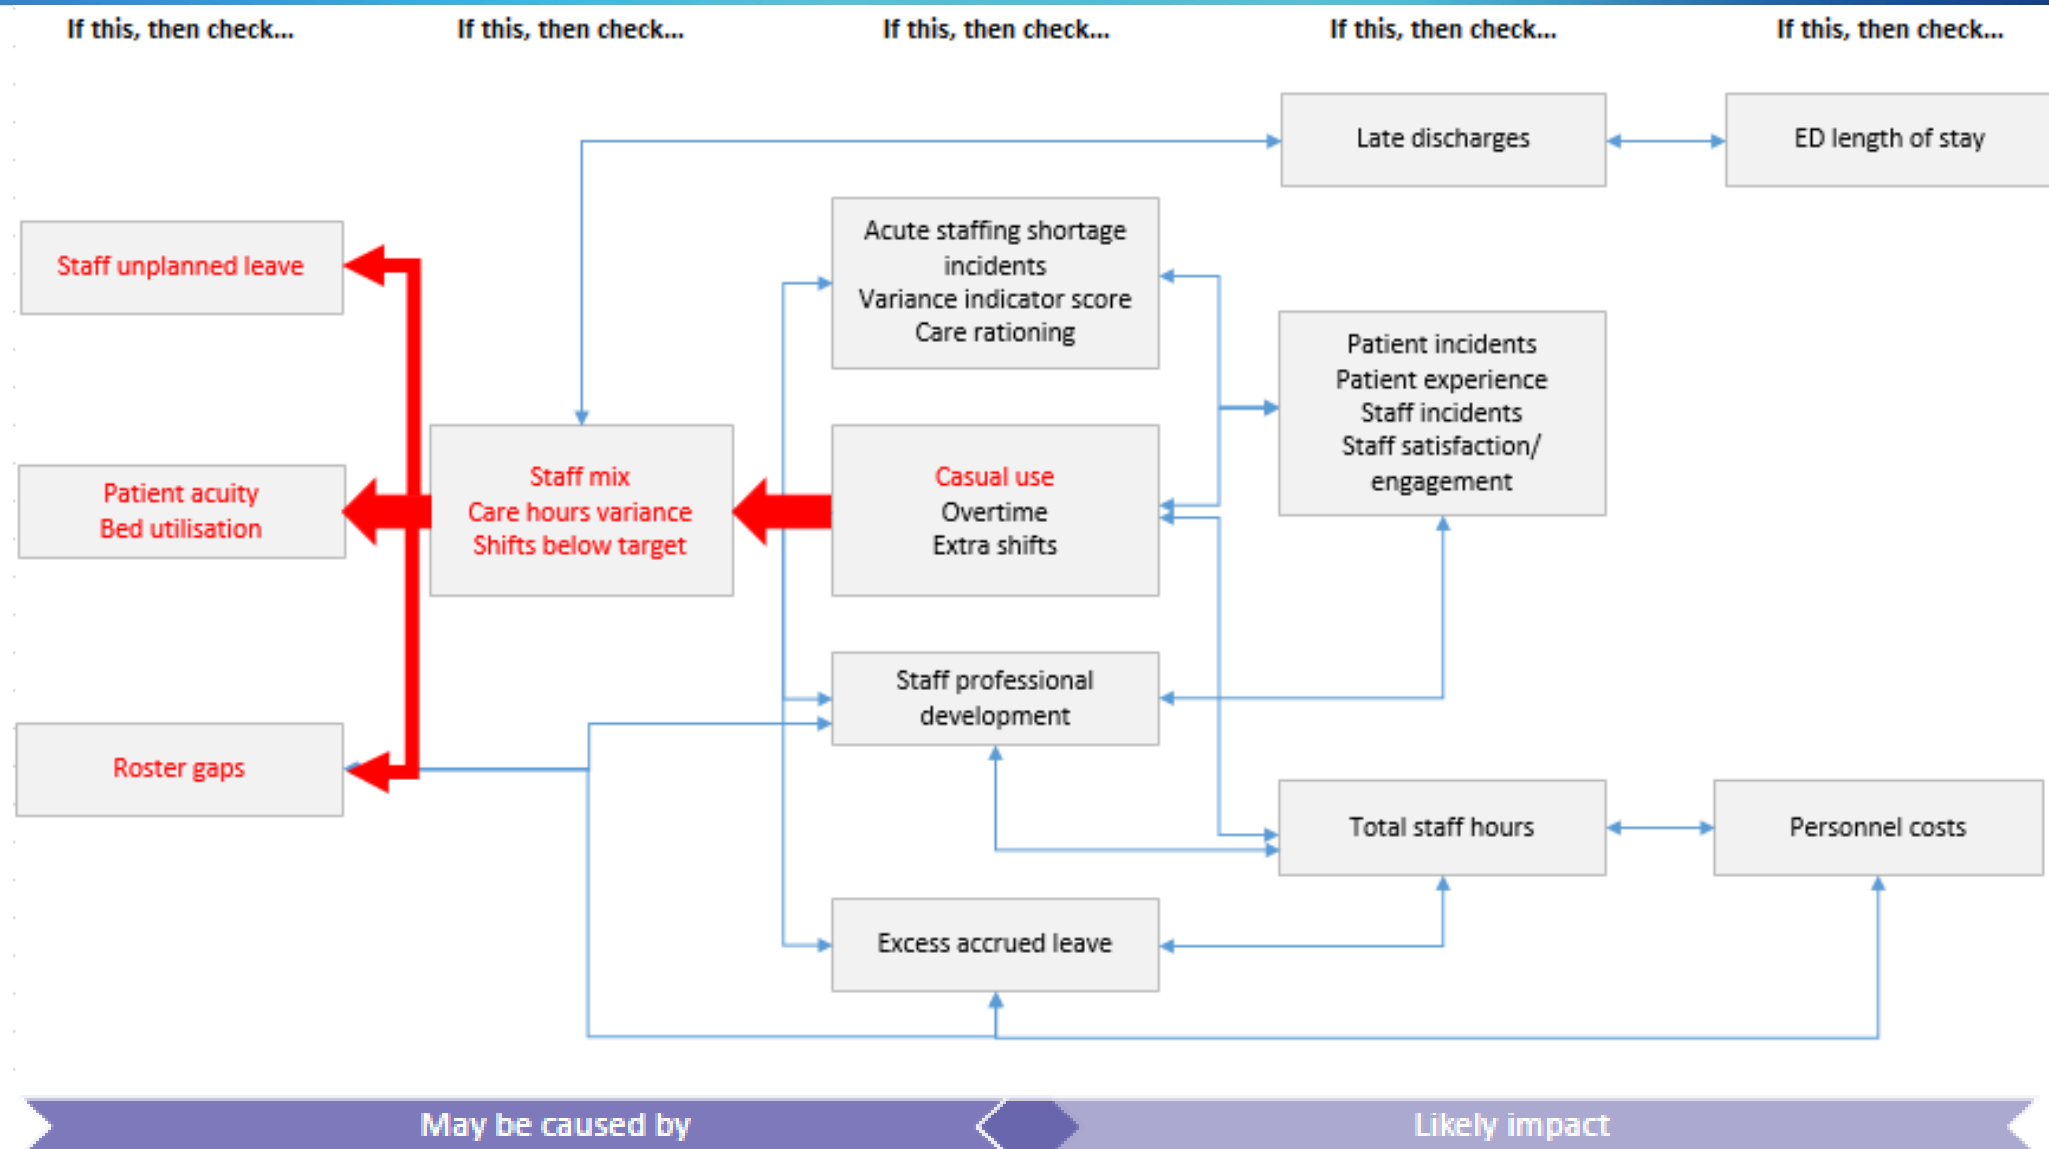 If this, then check...
If this, then check...
If this, then check...
If this, then check...
If this, then check...
Late discharges
ED length of stay
Acute staffing shortage
incidents
Variance indicator score
Care rationing
Staff unplanned leave
Patient incidents
Patient experience
Staff incidents
Staff satisfaction/
engagement
Patient acuity
Bed utilisation
Staff mix
Care hours variance
Shifts below target
Casual use
Overtime
Extra shifts
Staff professional
development
Roster gaps
Total staff hours
Personnel costs
Excess accrued leave
May be caused by
Likely impact